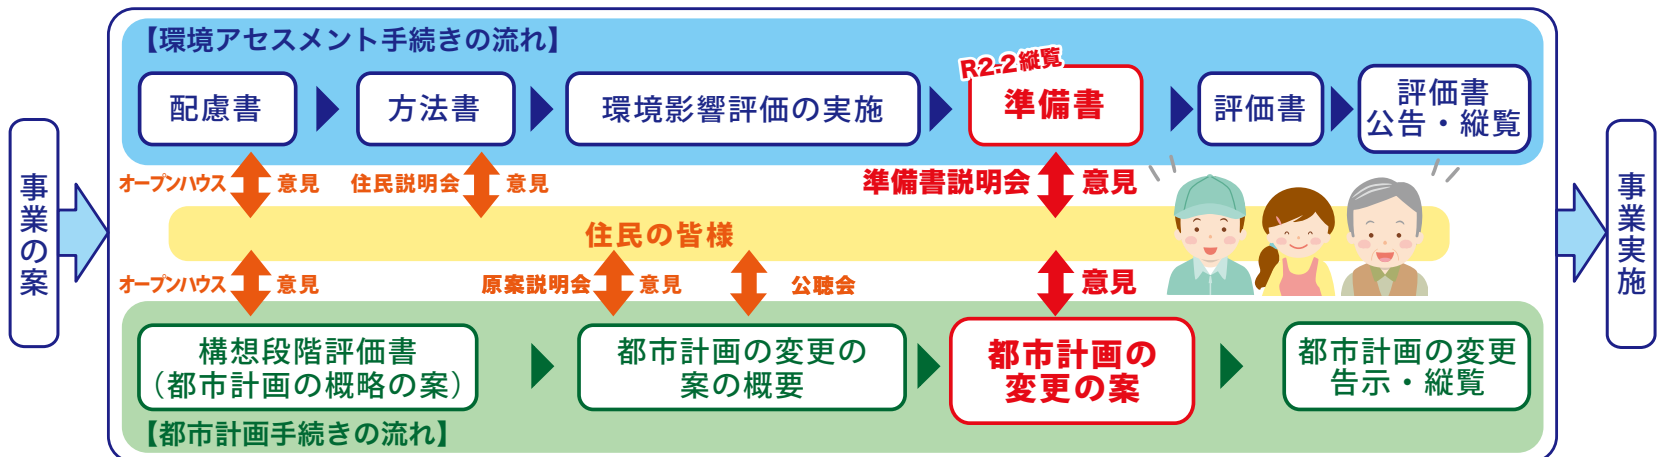 事業の案
【環境アセスメント手続きの流れ】
配慮書
方法書
環境影響評価の実施
R2.2縦覧
準備書
評価書
評価書
公告・縦覧
オープンハウス
意見
住民説明会
意見
準備書説明会
意見
住民の皆様
オープンハウス
意見
原案説明会
意見
公聴会
意見
構想段階評価書
（都市計画の概略の案）
都市計画の変更の
案の概要
都市計画の
変更の案
都市計画の変更
告示・縦覧
【都市計画手続きの流れ】
事業実施